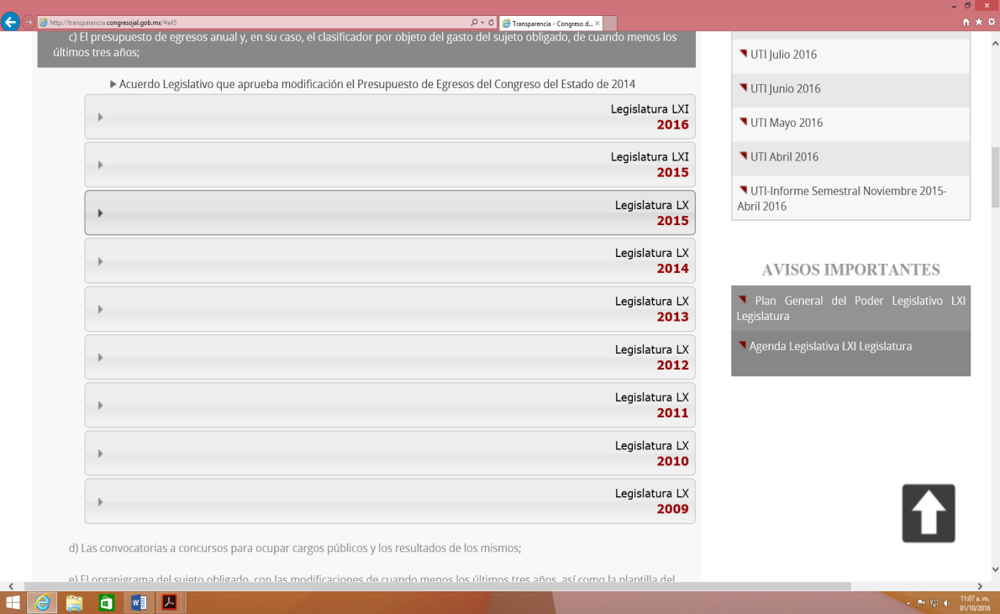 http://transparencia.congresojal.gob.mx/#a45
Transparencia - Congreso d...
c) El presupuesto de egresos anual y, en su caso, el clasificador por objeto del gasto del sujeto obligado, de cuando menos los
últimos tres años;
Acuerdo Legislativo que aprueba modificación el Presupuesto de Egresos del Congreso del Estado de 2014
Legislatura LXI
2016
Legislatura LXI
2015
Legislatura LX
2015
Legislatura LX
2014
Legislatura LX
2013
Legislatura LX
2012
Legislatura LX
2011
Legislatura LX
2010
Legislatura LX
2009
d) Las convocatorias a concursos para ocupar cargos públicos y los resultados de los mismos;
e) El organigrama del sujeto obligado, con las modificaciones de cuando menos los últimos tres años, así como la plantilla del
UTI Julio 2016
UTI Junio 2016
UTI Mayo 2016
UTI Abril 2016
UTI-Informe Semestral Noviembre 2015-
Abril 2016
AVISOS IMPORTANTES
Plan General del Poder Legislativo LXI
Legislatura
Agenda Legislativa LXI Legislatura
11:07 a. m.
01/10/2016